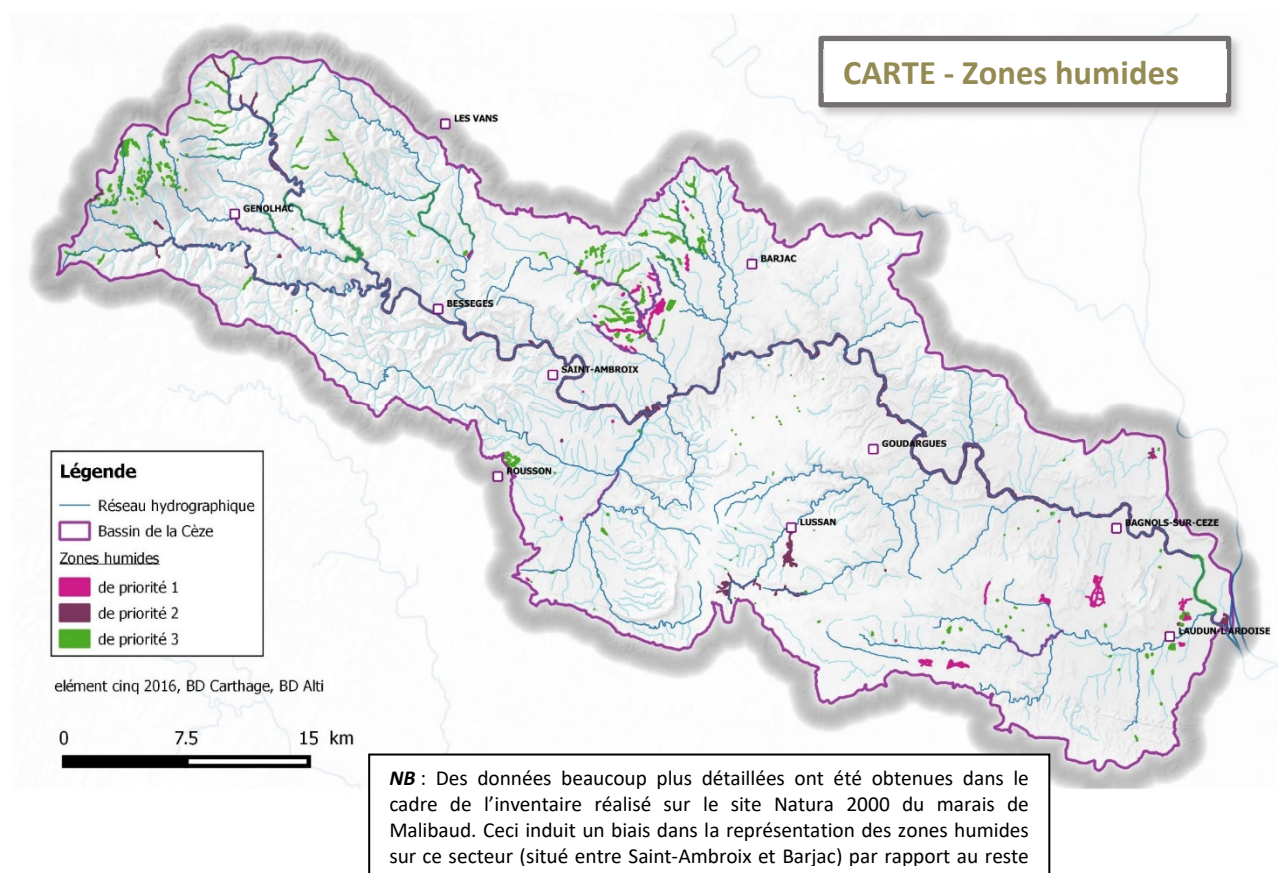 CARTE - Zones humides
LES VANS
GENOLHAC
BARJAC
BESSEGES
SAINT-AMBROIX
GOUDARGUES
ROUSSON
LUSSAN
BAGNOLS-SUR-CEZE
LAUDUN-L'ARDOISE
Légende
Réseau hydrographique
Bassin de la Cèze
Zones humides
de priorité 1
de priorité 2
de priorité 3
elément cinq 2016, BD Carthage, BD Alti
0 7.5 15 km
NB : Des données beaucoup plus détaillées ont été obtenues dans le
cadre de l'inventaire réalisé sur le site Natura 2000 du marais de
Malibaud. Ceci induit un biais dans la représentation des zones humides
sur ce secteur (situé entre Saint-Ambroix et Barjac) par rapport au reste